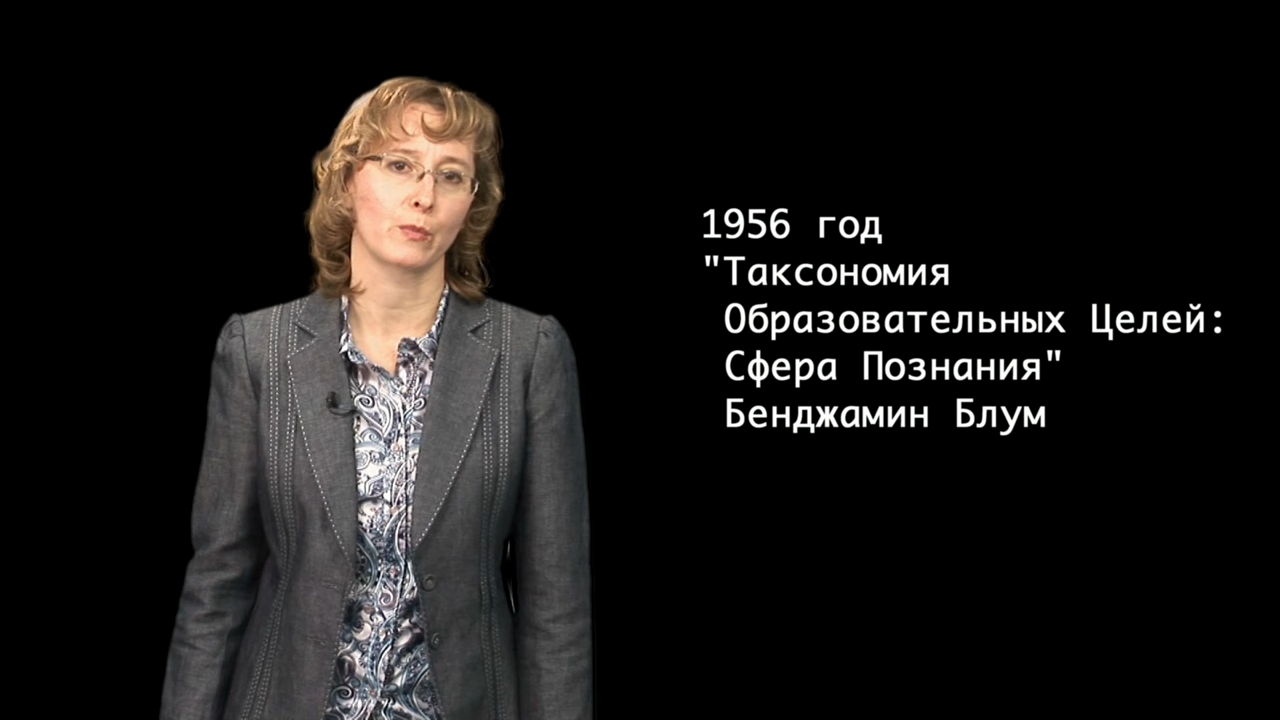 1956 год
"Таксономия
Образовательных Целей:
Сфера Познания"
Бенджамин Блум